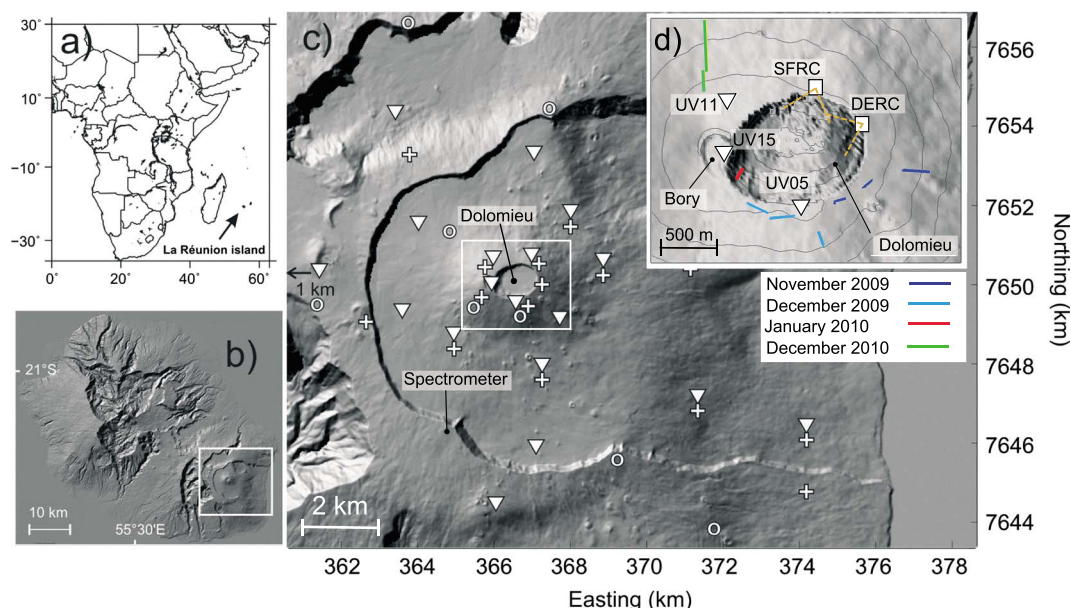 a)
30°
10°
−10°
−30°
0°
20
40
60°
La Réunion island
b)
21°S
10 km
55°30'E
c)
Dolomieu
1 km
Spectrometer
2 km
d)
SFRC
DERC
UV11
UV15
UV05
Bory
Dolomieu
500 m
November 2009
December 2009
January 2010
December 2010
7656
7654
7652
7650
7648
7646
7644
Northing (km)
362
364
366
368
370
372
374
376
378
Easting (km)